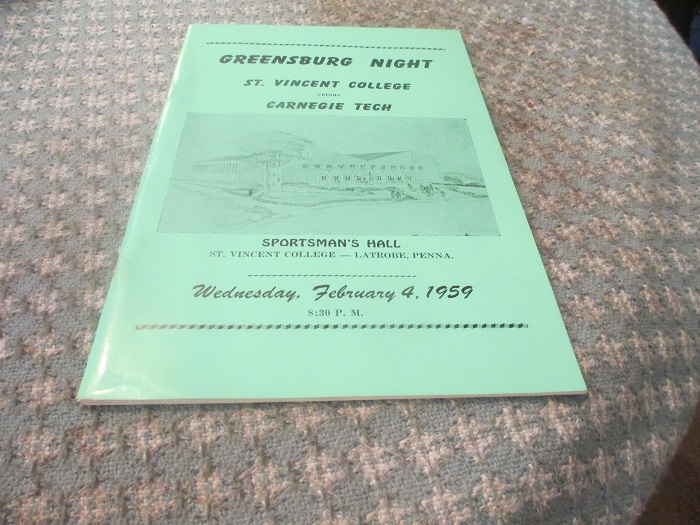 GREENSBURG NIGHT
ST. VINCENT COLLEGE
versus
CARNEGIE TECH
SPORTSMAN'S HALL
ST. VINCENT COLLEGE — LATROBE, PENNA.
Wednesday, February 4, 1959
8:30 P. M.